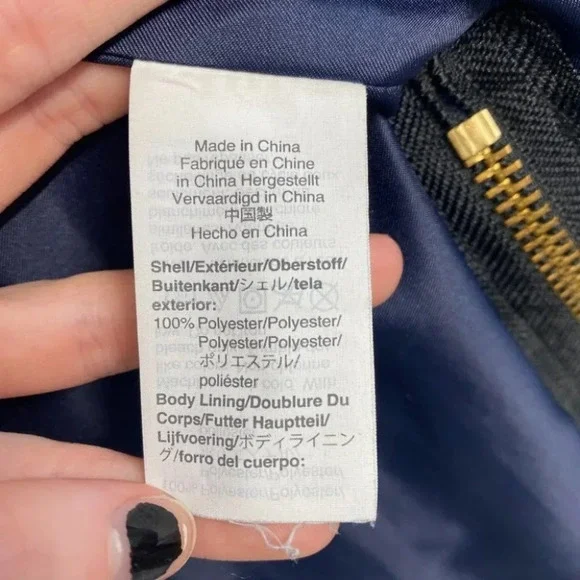 Made in China
Fabriqué en Chine
in China Hergestellt
Vervaardigd in China
中国製
Hecho en China
Shell/Extérieur/Oberstoff/
Buitenkant/シェル/tela
exterior:
100% Polyester/Polyester/
Polyester/Polyester/
ポリエステル/
poliéster
Body Lining/Doublure Du
Corps/Futter Hauptteil/
Lijfvoering/ボディライニン
グ/forro del cuerpo: